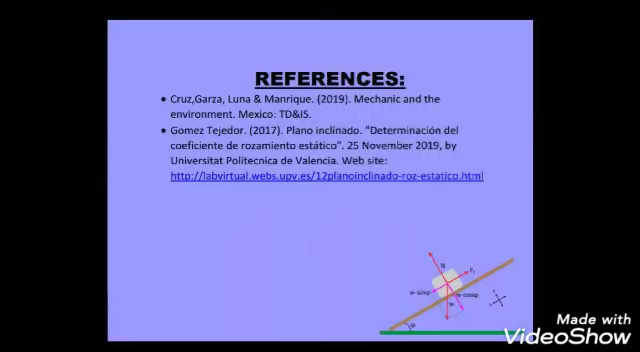 REFERENCES:
• Cruz,Garza, Luna & Manrique. (2019). Mechanic and the
environment. Mexico: TD&IS.
• Gomez Tejedor. (2017). Plano inclinado. "Determinación del
coeficiente de rozamiento estático". 25 November 2019, by
Universitat Politecnica de Valencia. Web site:
http://labvirtual.webs.upv.es/12planoinclinado-roz-estatico.html
N
w
Made with
VideoShow